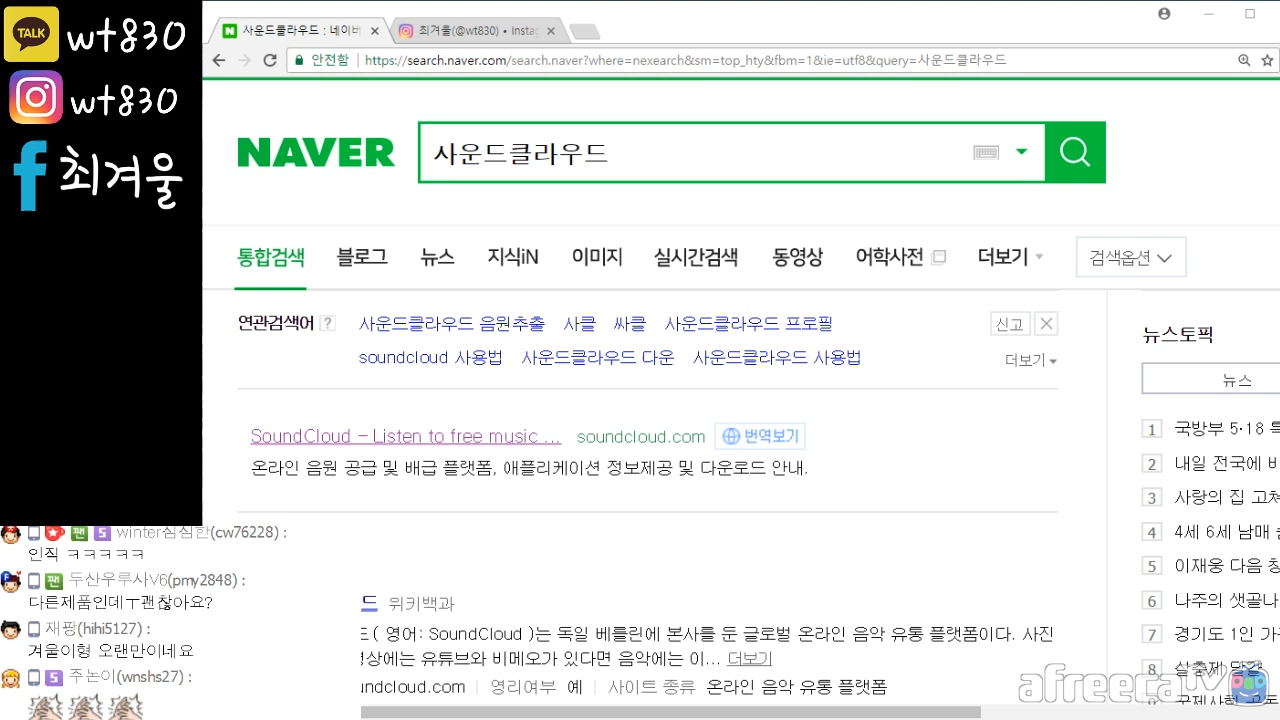 TALK wt830
wt830
f 최겨울
사운드클라우드 : 네이버
최겨울(@wt830) • Insta
안전함 https://search.naver.com/search.naver?where=nexearch&sm=top_hty&fbm=1&ie=utf8&query=사운드클라우드
NAVER 사운드클라우드
통합검색 블로그 뉴스 지식iN 이미지 실시간검색 동영상 어학사전 더보기 검색옵션
연관검색어 ? 사운드클라우드 음원추출 사클 싸클 사운드클라우드 프로필 신고
soundcloud 사용법 사운드클라우드 다운 사운드클라우드 사용법 더보기
뉴스토픽
뉴스
SoundCloud – Listen to free music ... soundcloud.com 번역보기
온라인 음원 공급 및 배급 플랫폼, 애플리케이션 정보제공 및 다운로드 안내.
1 국방부 5·18
2 내일 전국에
3 사랑의 집 고쳐
4 4세 6세 남매
5 이재웅 다음
6 나주의 샛골나
7 경기도 1인
8
팬 S winter심심한(cw76228) :
인직 ㅋㅋㅋㅋㅋ
팬 두산우루사V6(pmy2848) :
다른제품인데ㅜ괜찮아요?
재팡(hihi5127) :
겨울이형 오랜만이네요
S 주논이(wnshs27) :
드 위키백과
( 영어: SoundCloud )는 독일 베를린에 본사를 둔 글로벌 온라인 음악 유통 플랫폼이다. 사진
영상에는 유튜브와 비메오가 있다면 음악에는 이... 더보기
undcloud.com 영리여부 예 사이트 종류 온라인 음악 유통 플랫폼
afreecaTV